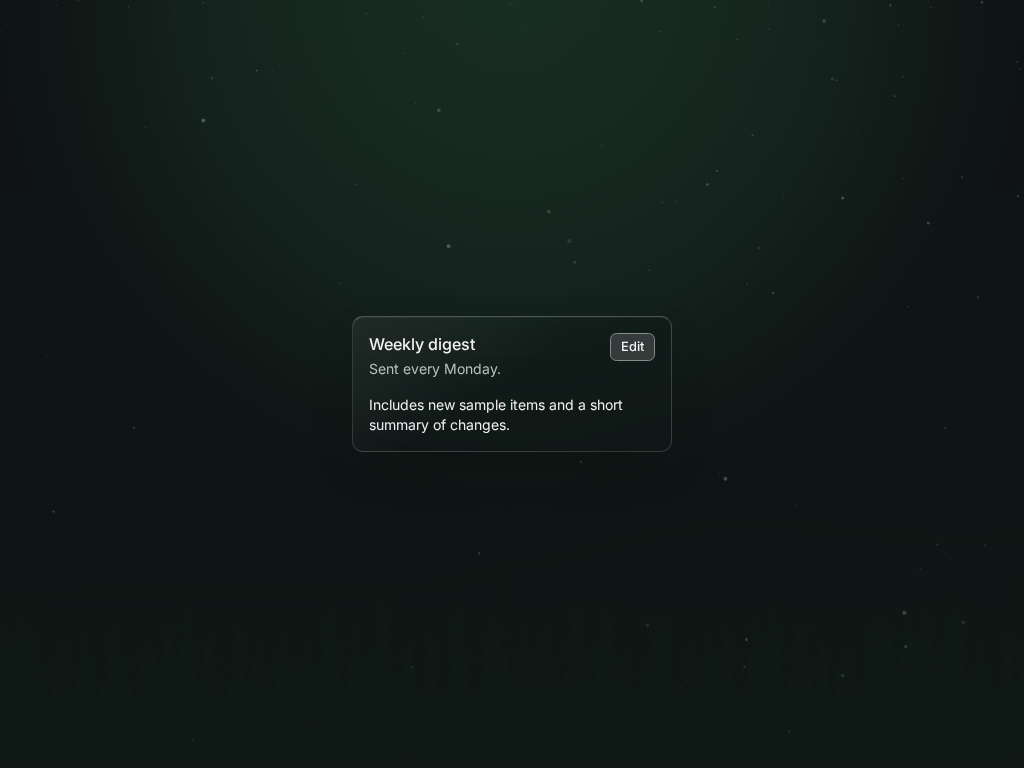 Weekly digest
Edit
Sent every Monday.
Includes new sample items and a short
summary of changes.